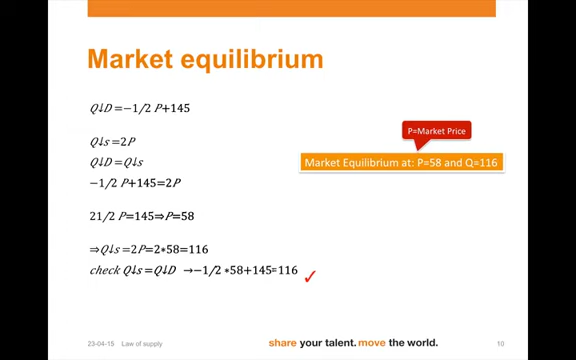 Market equilibrium
Q↓D =−1/2 P+145
P=Market Price
Q↓s =2P
Q↓D =Q↓s
Market Equilibrium at: P=58 and Q=116
−1/2 P+145=2P
21/2 P=145⇒P=58
⇒Q↓s =2P=2∗58=116
check Q↓s =Q↓D →−1/2 ∗58+145=116 ✓
23-04-15 Law of supply share your talent. move the world. 10